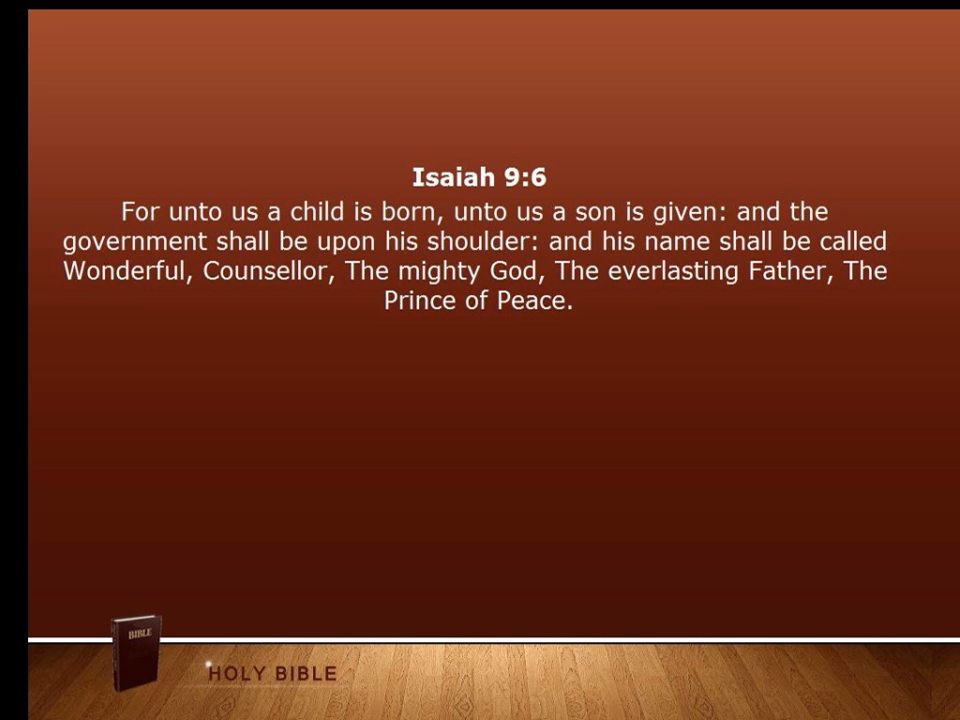 Isaiah 9:6
For unto us a child is born, unto us a son is given: and the
government shall be upon his shoulder: and his name shall be called
Wonderful, Counsellor, The mighty God, The everlasting Father, The
Prince of Peace.
BIBLE
HOLY BIBLE